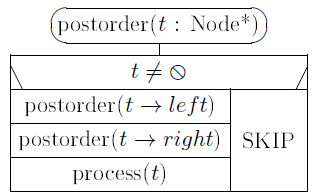 postorder(t : Node*)
t ≠ ⦸
postorder(t → left)
postorder(t → right)
process(t)
SKIP